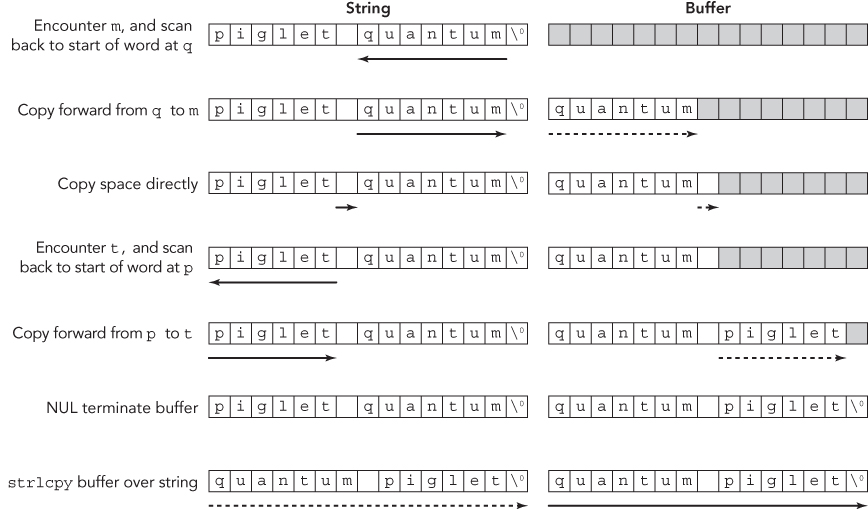 String Buffer
Encounter m, and scan
back to start of word at q
p i g l e t q u a n t u m \0
Copy forward from q to m
p i g l e t q u a n t u m \0 q u a n t u m
Copy space directly
p i g l e t q u a n t u m \0 q u a n t u m
Encounter t, and scan
back to start of word at p
p i g l e t q u a n t u m \0 q u a n t u m
Copy forward from p to t
p i g l e t q u a n t u m \0 q u a n t u m p i g l e t
NUL terminate buffer
p i g l e t q u a n t u m \0 q u a n t u m p i g l e t \0
strlcpy buffer over string
q u a n t u m p i g l e t \0 q u a n t u m p i g l e t \0